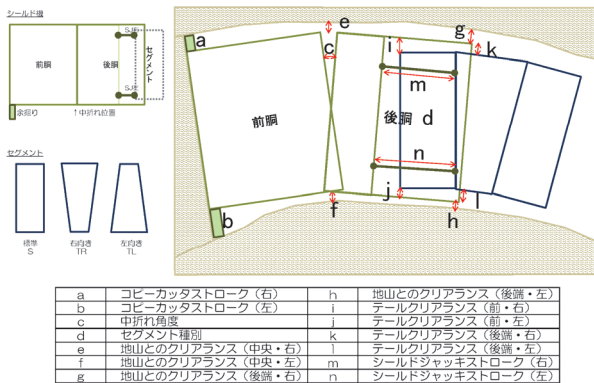 シールド機
SJ右
前胴
後胴
セグメント
SJ左
余掘り
↑中折れ位置
セグメント
標準
S
右向き
TR
左向き
TL
a
e
g
c
i
k
m
前胴
後胴 d
n
b
f
j
h
l
a コピーカッタストローク（右） h 地山とのクリアランス（後端・左）
b コピーカッタストローク（左） i テールクリアランス（前・右）
c 中折れ角度 j テールクリアランス（前・左）
d セグメント種別 k テールクリアランス（後端・右）
e 地山とのクリアランス（中央・右） l テールクリアランス（後端・左）
f 地山とのクリアランス（中央・左） m シールドジャッキストローク（右）
g 地山とのクリアランス（後端・右） n シールドジャッキストローク（左）